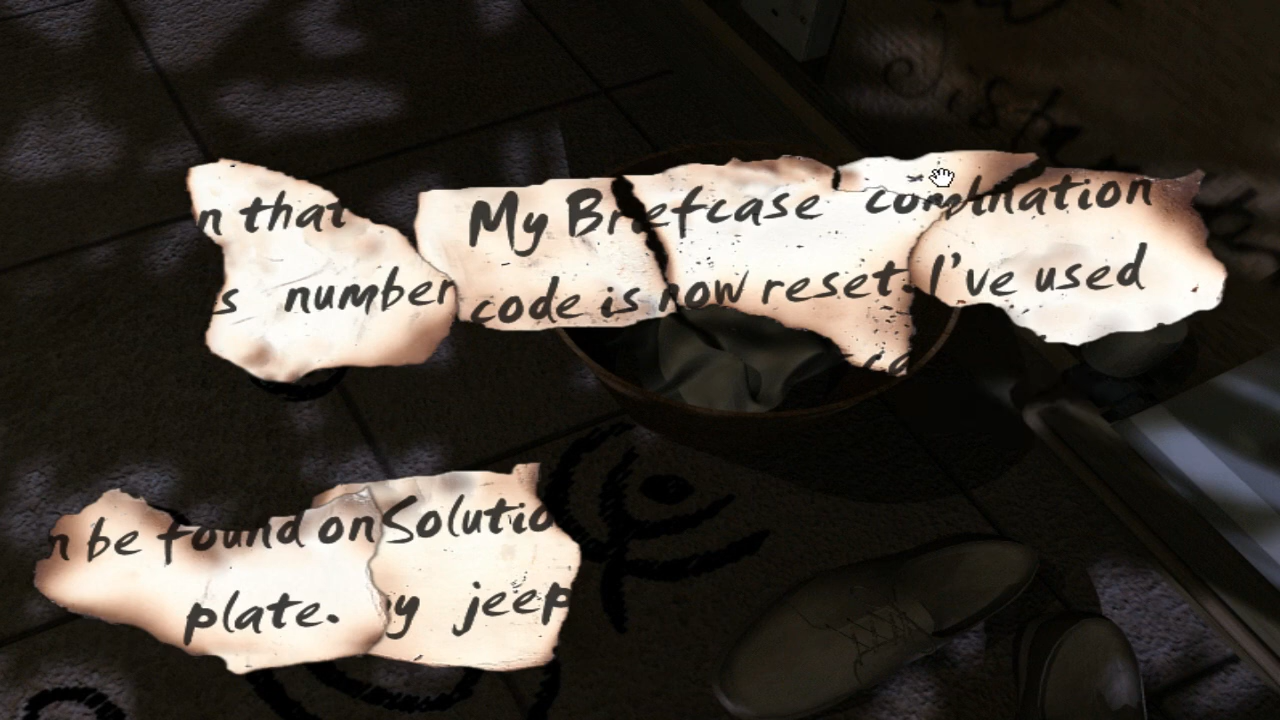 My Briefcase combination
code is now reset. I've used
n that
s number
n be found on
plate.
Solutio
y jeep